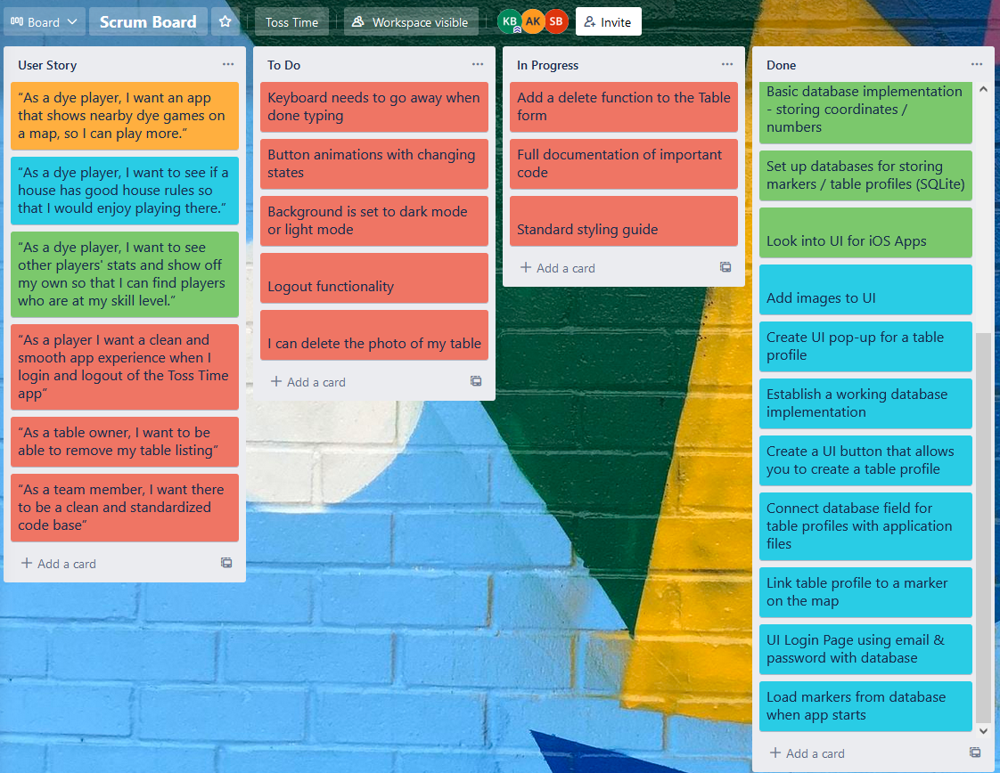 Board
Scrum Board
Toss Time
Workspace visible
KB
AK
SB
Invite
User Story
“As a dye player, I want an app
that shows nearby dye games on
a map, so I can play more.”
“As a dye player, I want to see if a
house has good house rules so
that I would enjoy playing there.”
“As a dye player, I want to see
other players' stats and show off
my own so that I can find players
who are at my skill level.”
“As a player I want a clean and
smooth app experience when I
login and logout of the Toss Time
app”
“As a table owner, I want to be
able to remove my table listing”
“As a team member, I want there
to be a clean and standardized
code base”
Add a card
To Do
Keyboard needs to go away when
done typing
Button animations with changing
states
Background is set to dark mode
or light mode
Logout functionality
I can delete the photo of my table
Add a card
In Progress
Add a delete function to the Table
form
Full documentation of important
code
Standard styling guide
Add a card
Done
Basic database implementation
- storing coordinates /
numbers
Set up databases for storing
markers / table profiles (SQLite)
Look into UI for iOS Apps
Add images to UI
Create UI pop-up for a table
profile
Establish a working database
implementation
Create a UI button that allows
you to create a table profile
Connect database field for
table profiles with application
files
Link table profile to a marker
on the map
UI Login Page using email &
password with database
Load markers from database
when app starts
Add a card